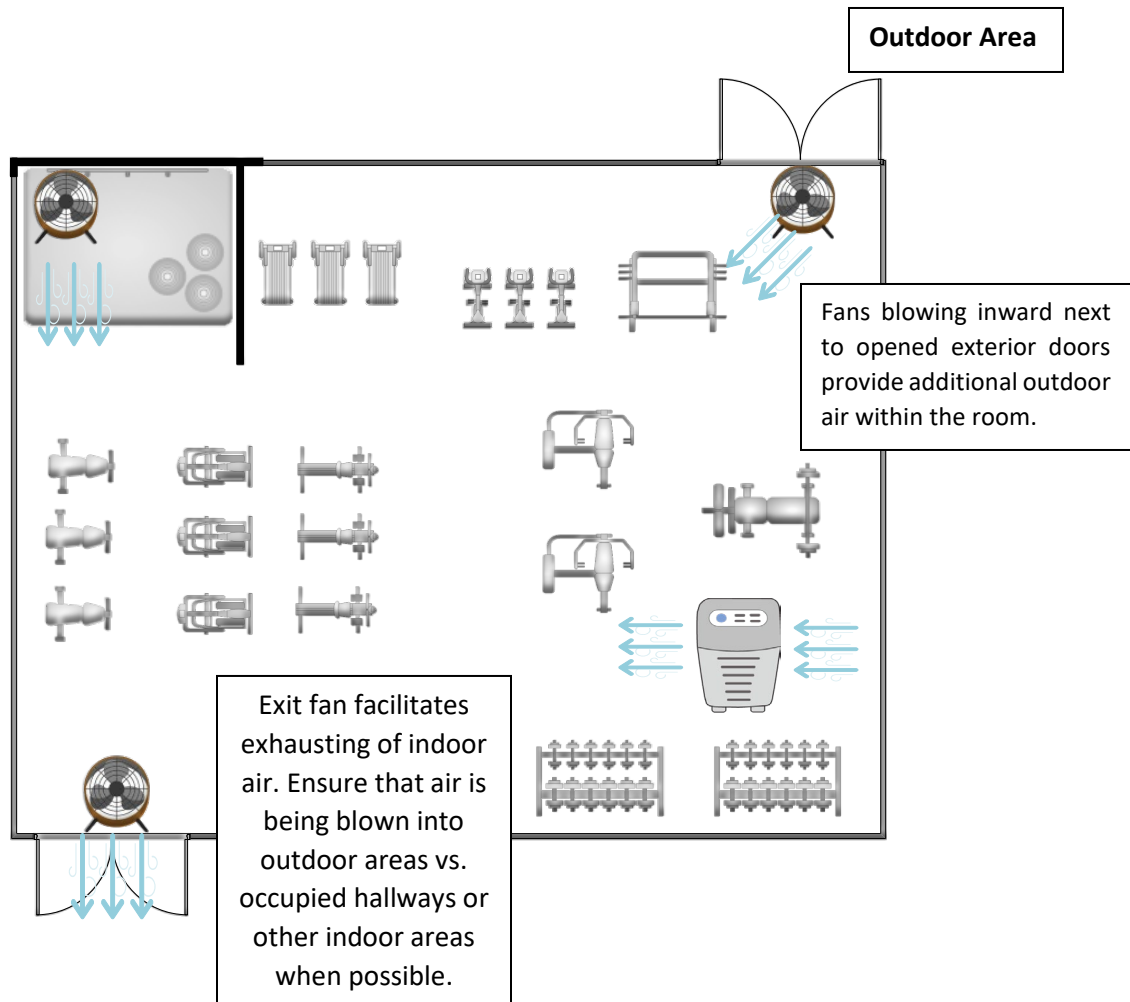 Outdoor Area
Fans blowing inward next
to opened exterior doors
provide additional outdoor
air within the room.
Exit fan facilitates
exhausting of indoor
air. Ensure that air is
being blown into
outdoor areas vs.
occupied hallways or
other indoor areas
when possible.